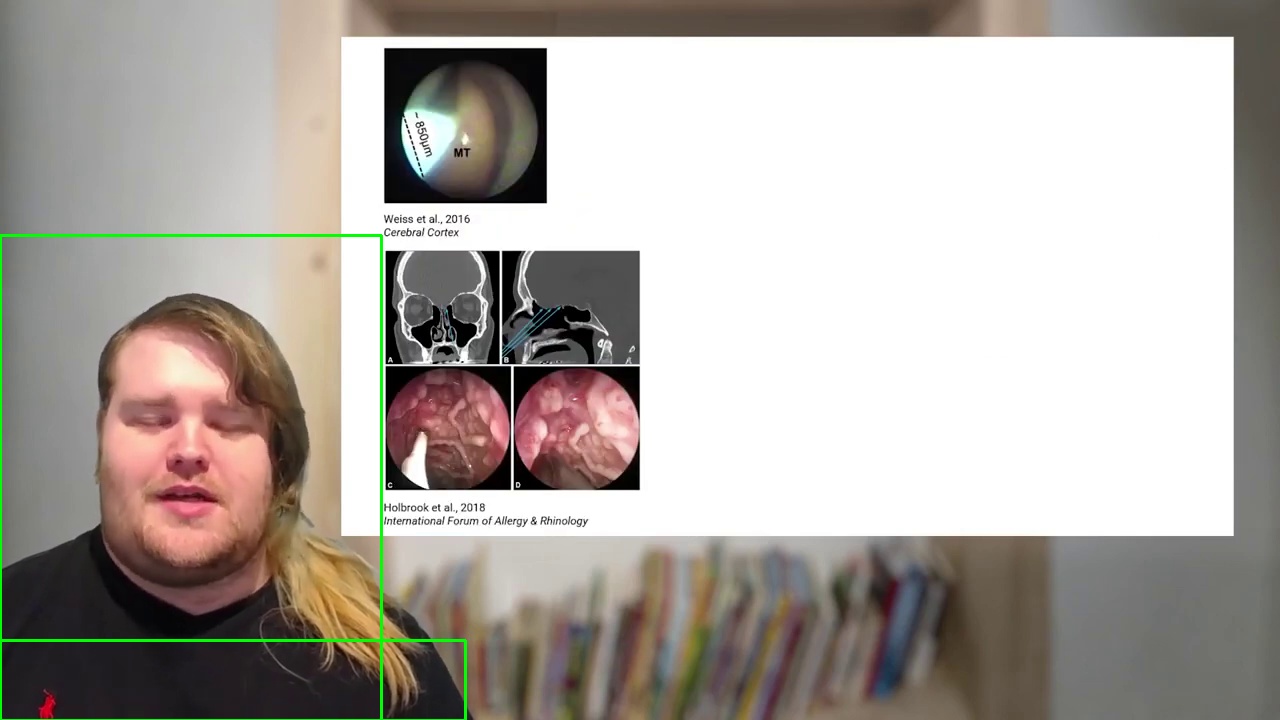 ~ 850μm
MT
Weiss et al., 2016
Cerebral Cortex
A
B
C
D
Holbrook et al., 2018
International Forum of Allergy & Rhinology